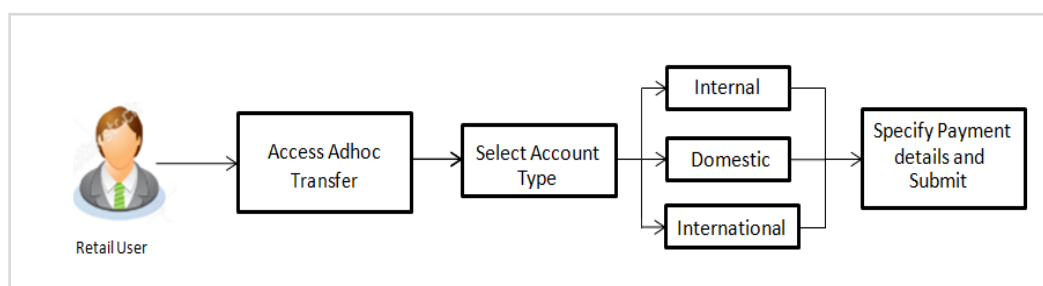 Retail User
Access Adhoc
Transfer
Select Account
Type
Internal
Domestic
International
Specify Payment
details and
Submit